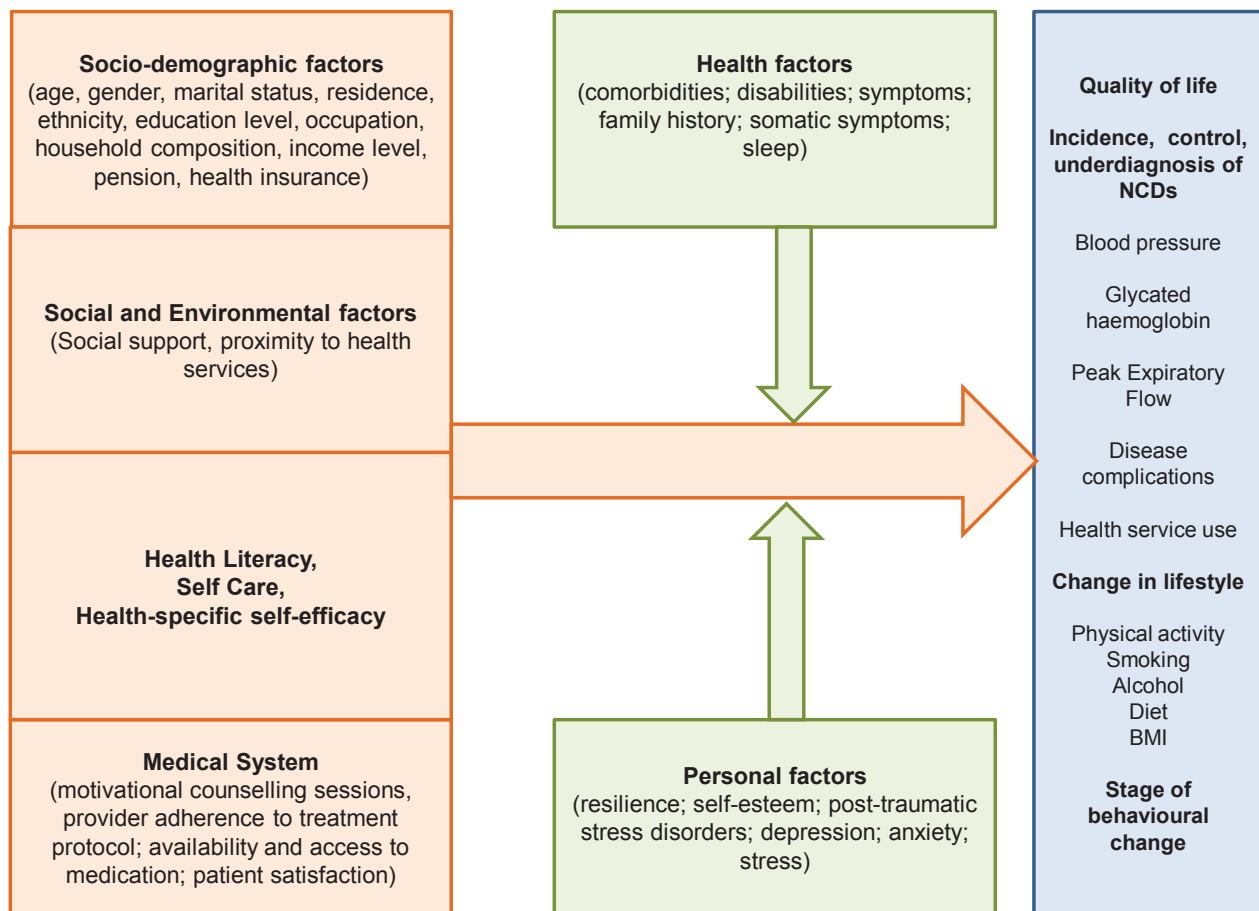 Socio-demographic factors
(age, gender, marital status, residence,
ethnicity, education level, occupation,
household composition, income level,
pension, health insurance)
Social and Environmental factors
(Social support, proximity to health
services)
Health Literacy,
Self Care,
Health-specific self-efficacy
Medical System
(motivational counselling sessions,
provider adherence to treatment
protocol; availability and access to
medication; patient satisfaction)
Health factors
(comorbidities; disabilities; symptoms;
family history; somatic symptoms;
sleep)
Personal factors
(resilience; self-esteem; post-traumatic
stress disorders; depression; anxiety;
stress)
Quality of life
Incidence, control,
underdiagnosis of
NCDs
Blood pressure
Glycated
haemoglobin
Peak Expiratory
Flow
Disease
complications
Health service use
Change in lifestyle
Physical activity
Smoking
Alcohol
Diet
BMI
Stage of
behavioural
change